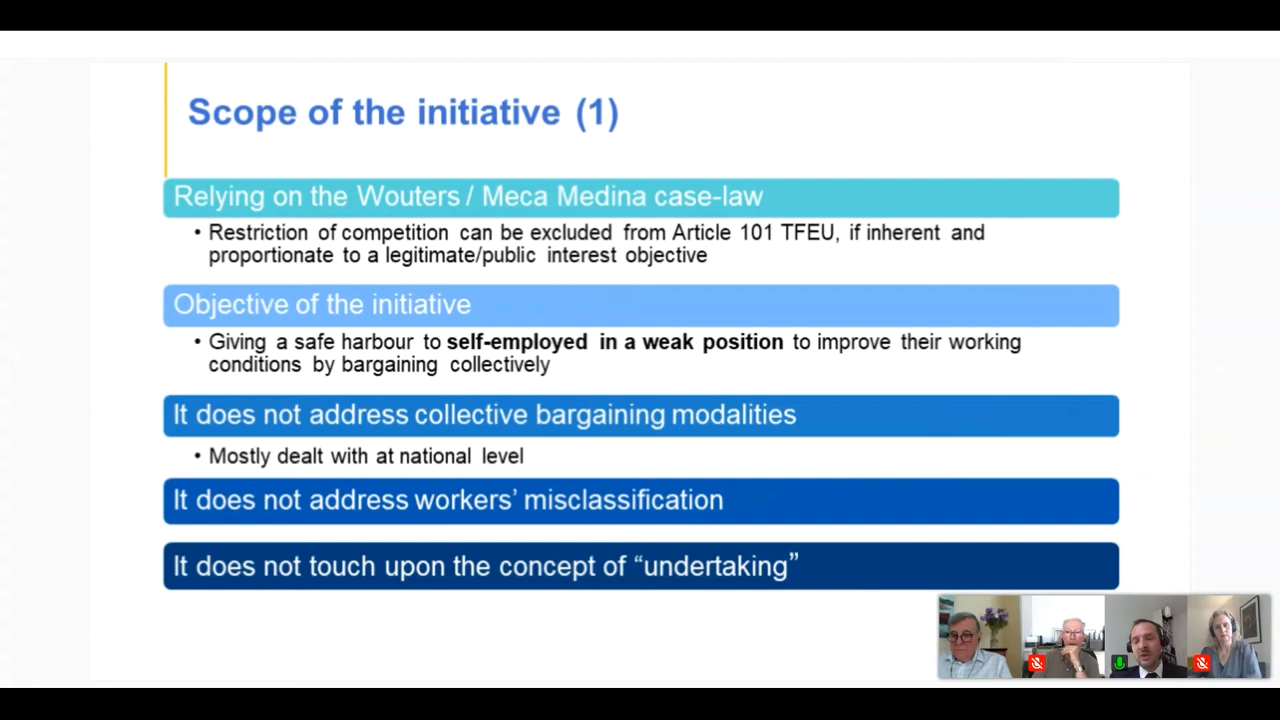 Scope of the initiative (1)
Relying on the Wouters / Meca Medina case-law
• Restriction of competition can be excluded from Article 101 TFEU, if inherent and
proportionate to a legitimate/public interest objective
Objective of the initiative
• Giving a safe harbour to self-employed in a weak position to improve their working
conditions by bargaining collectively
It does not address collective bargaining modalities
• Mostly dealt with at national level
It does not address workers’ misclassification
It does not touch upon the concept of “undertaking”